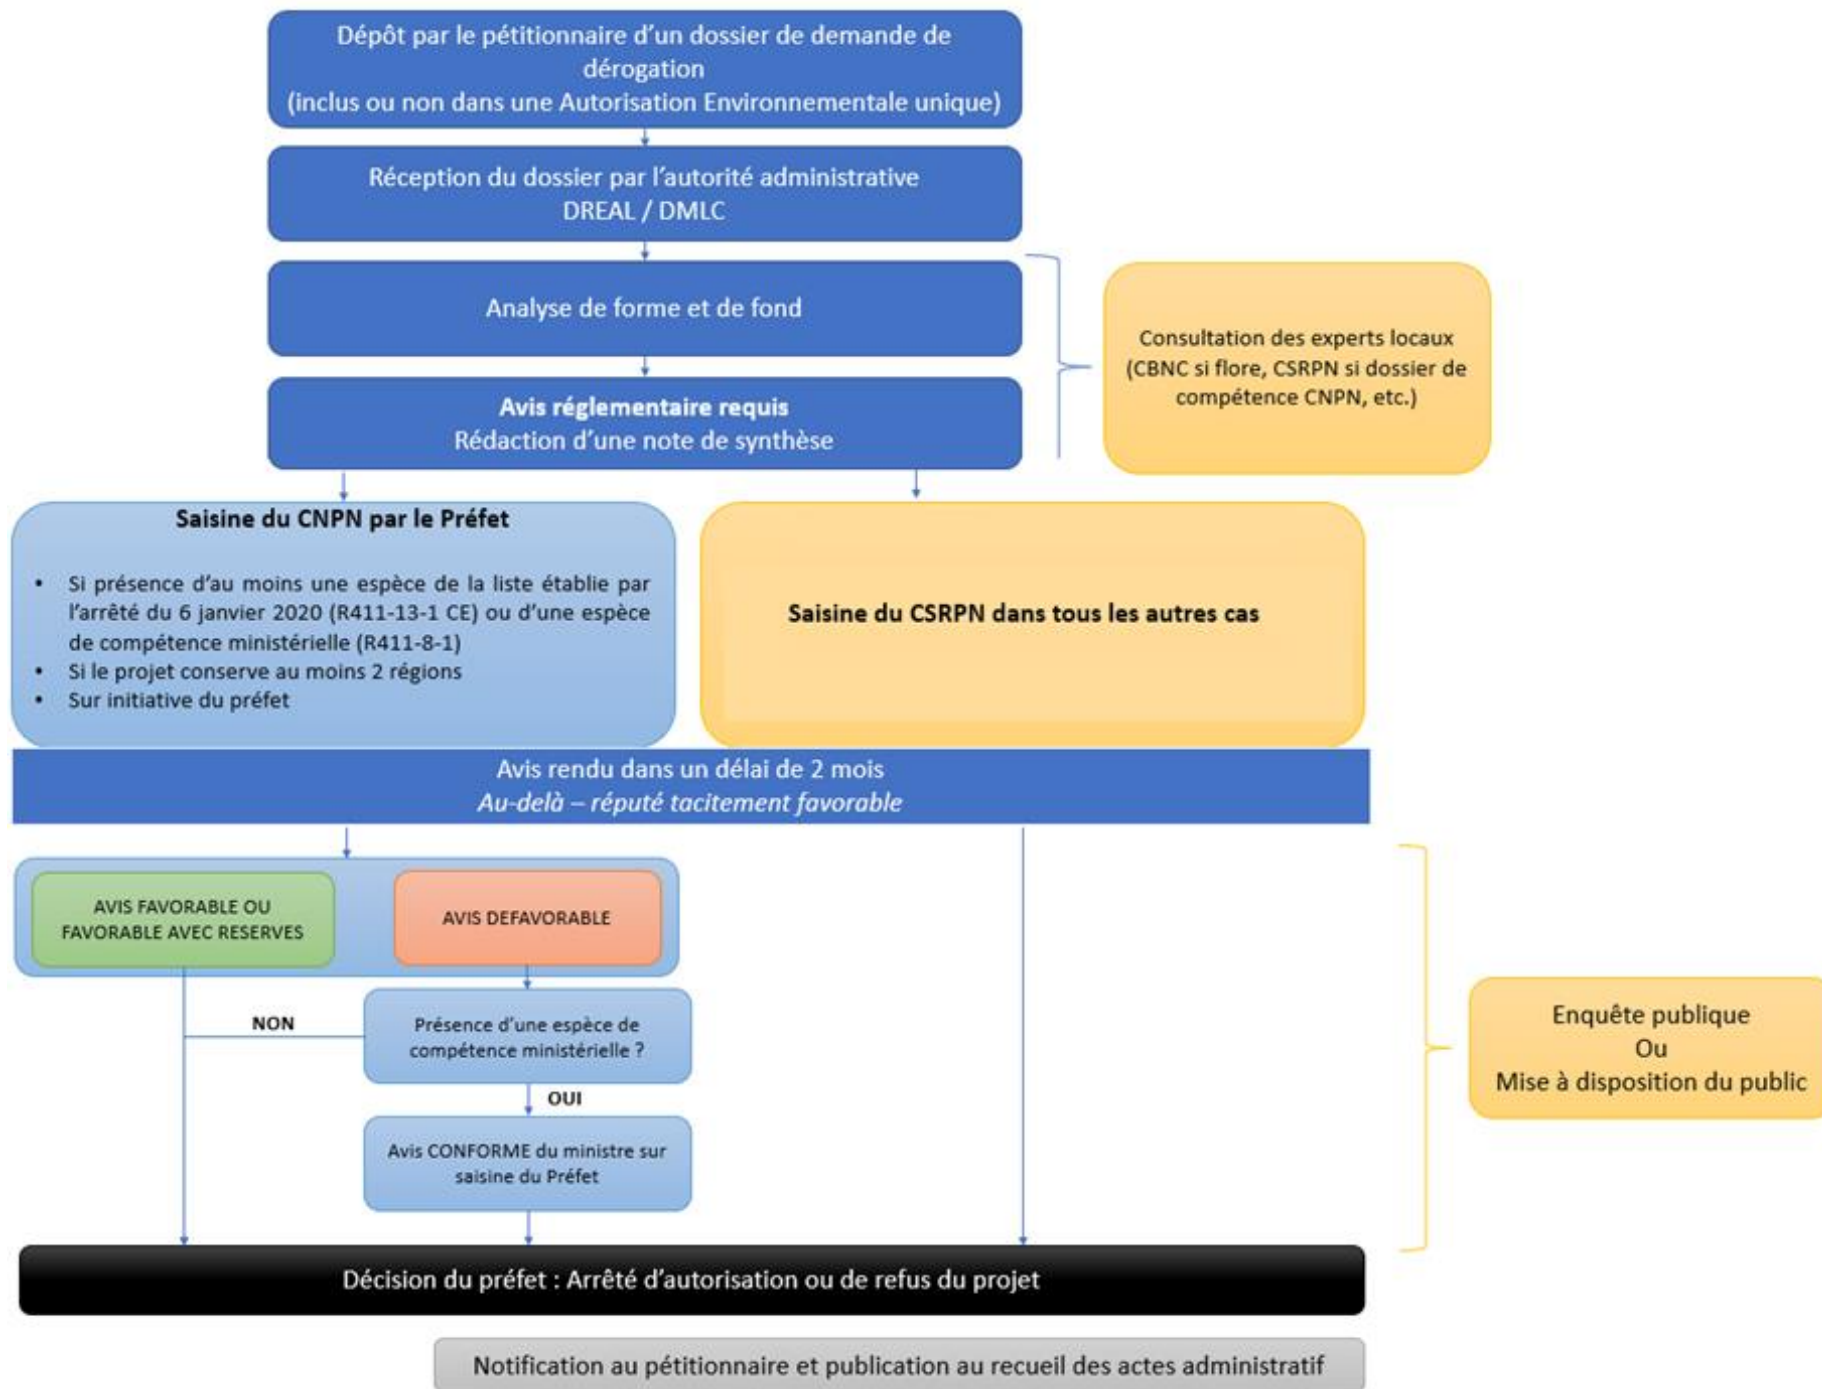 Dépôt par le pétitionnaire d'un dossier de demande de
dérogation
(inclus ou non dans une Autorisation Environnementale unique)
Réception du dossier par l'autorité administrative
DREAL / DMLC
Analyse de forme et de fond
Avis réglementaire requis
Rédaction d'une note de synthèse
Consultation des experts locaux
(CBNC si flore, CSRPN si dossier de
compétence CNPN, etc.)
Saisine du CNPN par le Préfet
• Si présence d'au moins une espèce de la liste établie par
l'arrêté du 6 janvier 2020 (R411-13-1 CE) ou d'une espèce
de compétence ministérielle (R411-8-1)
• Si le projet conserve au moins 2 régions
• Sur initiative du préfet
Saisine du CSRPN dans tous les autres cas
Avis rendu dans un délai de 2 mois
Au-delà – réputé tacitement favorable
AVIS FAVORABLE OU
FAVORABLE AVEC RESERVES
AVIS DEFAVORABLE
NON
Présence d'une espèce de
compétence ministérielle ?
OUI
Avis CONFORME du ministre sur
saisine du Préfet
Enquête publique
Ou
Mise à disposition du public
Décision du préfet : Arrêté d'autorisation ou de refus du projet
Notification au pétitionnaire et publication au recueil des actes administratif